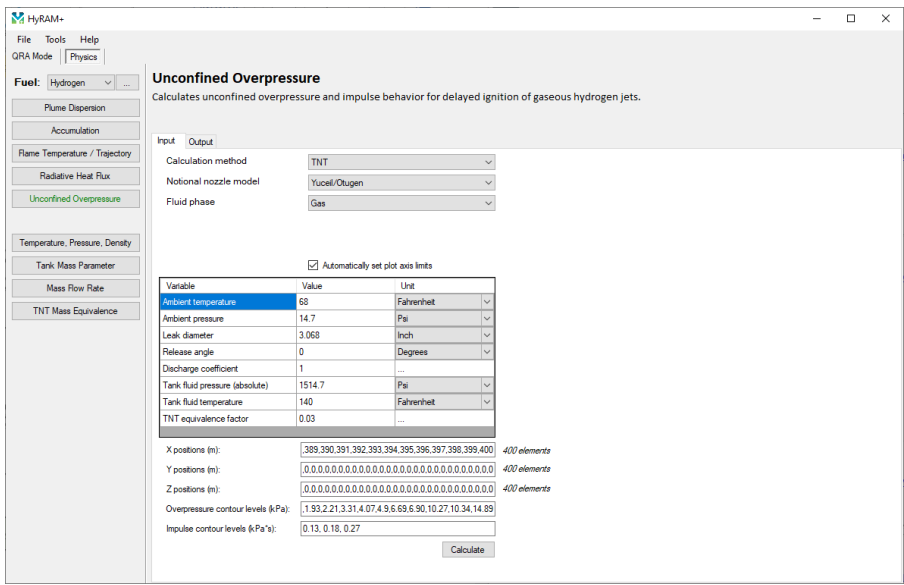 HyRAM+
File Tools Help
QRA Mode Physics
Fuel: Hydrogen ...
Plume Dispersion
Accumulation
Flame Temperature / Trajectory
Radiative Heat Flux
Unconfined Overpressure
Temperature, Pressure, Density
Tank Mass Parameter
Mass Flow Rate
TNT Mass Equivalence
Unconfined Overpressure
Calculates unconfined overpressure and impulse behavior for delayed ignition of gaseous hydrogen jets.
Input Output
Calculation method TNT
Notional nozzle model Yuceil/Otugen
Fluid phase Gas
Automatically set plot axis limits
Variable Value Unit
Ambient temperature 68 Fahrenheit
Ambient pressure 14.7 Psi
Leak diameter 3.068 Inch
Release angle 0 Degrees
Discharge coefficient 1 ...
Tank fluid pressure (absolute) 1514.7 Psi
Tank fluid temperature 140 Fahrenheit
TNT equivalence factor 0.03 ...
X positions (m): ,389,390,391,392,393,394,395,396,397,398,399,400 400 elements
Y positions (m): ,0,0,0,0,0,0,0,0,0,0,0,0,0,0,0,0,0,0,0,0,0,0,0,0,0,0,0,0 400 elements
Z positions (m): ,0,0,0,0,0,0,0,0,0,0,0,0,0,0,0,0,0,0,0,0,0,0,0,0,0,0,0,0 400 elements
Overpressure contour levels (kPa): ,1.93,2.21,3.31,4.07,4.9,6.69,6.90,10.27,10.34,14.89
Impulse contour levels (kPa*s): 0.13, 0.18, 0.27
Calculate